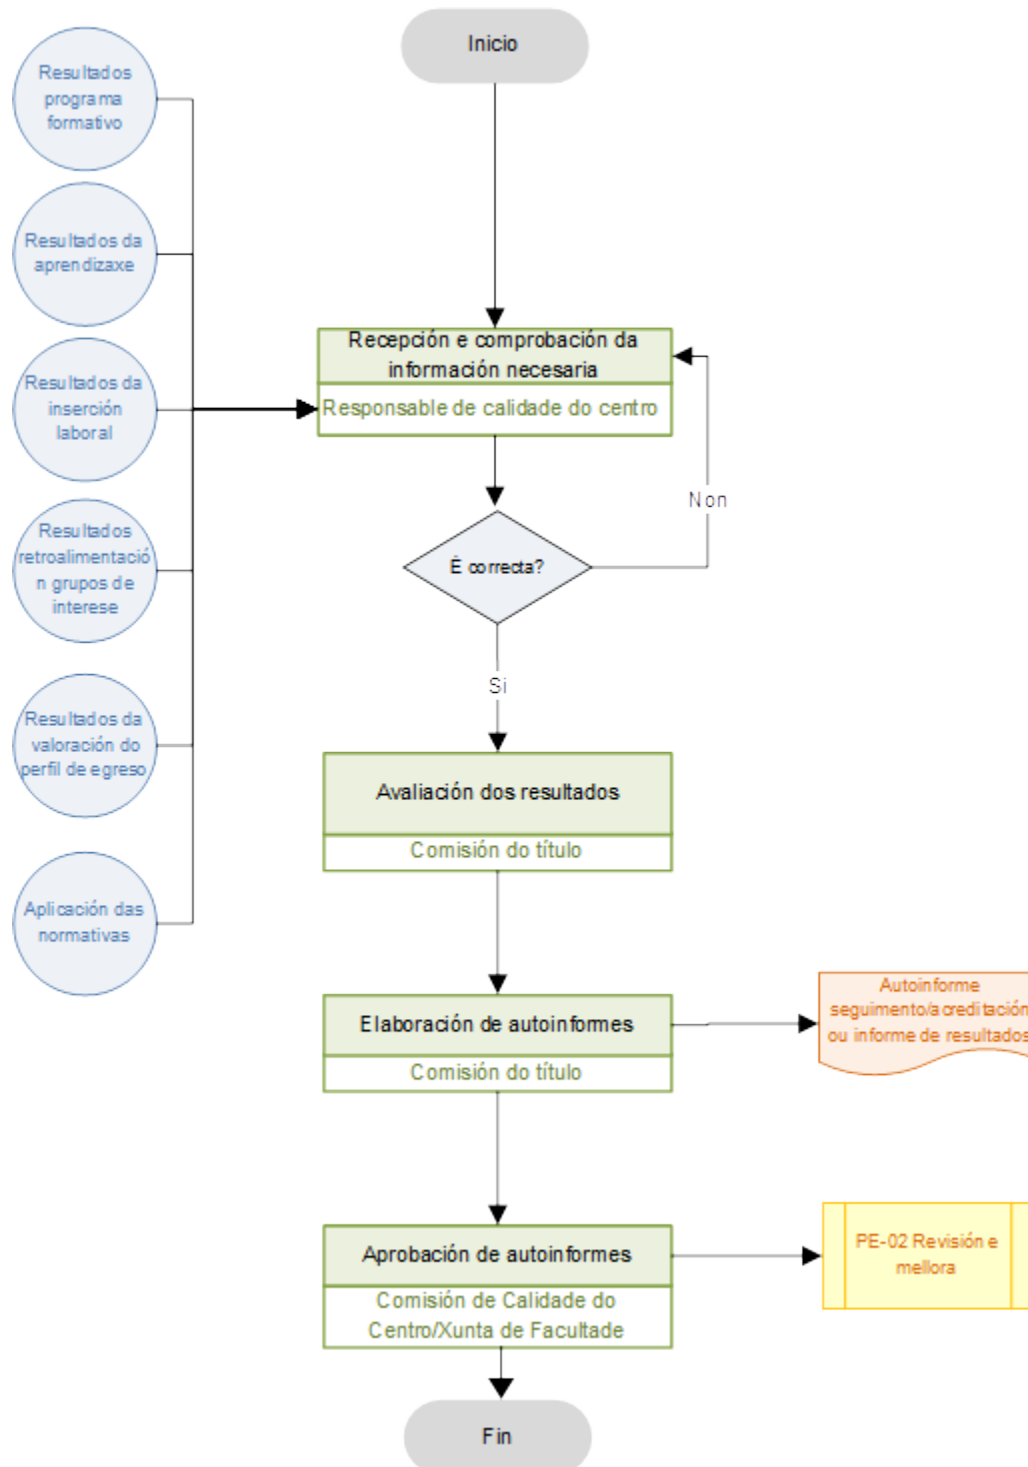 Inicio
Resultados
programa
formativo
Resultados da
aprendizaxe
Recepción e comprobación da
información necesaria
Responsable de calidade do centro
Resultados da
inserción
laboral
Non
É correcta?
Resultados
retroalimentació
n grupos de
interese
Si
Resultados da
valoración do
perfil de egreso
Avaliación dos resultados
Comisión do título
Aplicación das
normativas
Elaboración de autoinformes
Comisión do título
Autoinforme
seguimento/acreditación
ou informe de resultados
Aprobación de autoinformes
Comisión de Calidade do
Centro/Xunta de Facultade
PE-02 Revisión e
mellora
Fin